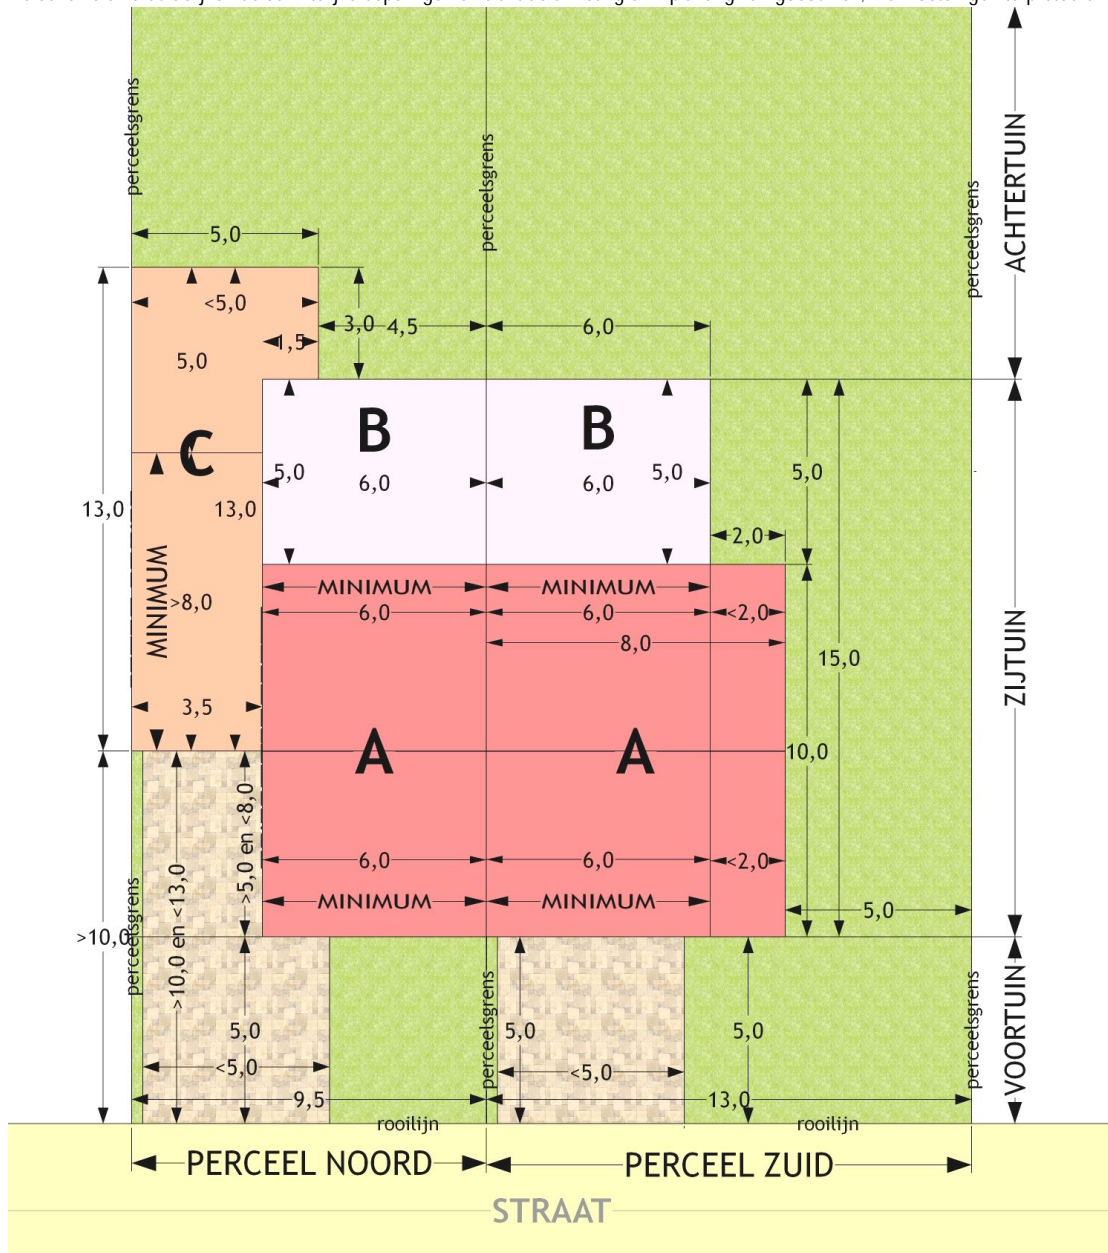 perceelsgrens
perceelsgrens
perceelsgrens
ACHTERTUIN
5,0
<5,0
3,0
4,5
6,0
1,5
5,0
B
B
C
5,0
6,0
6,0
5,0
5,0
13,0
13,0
2,0
MINIMUM
MINIMUM
MINIMUM
>8,0
6,0
6,0
<2,0
8,0
15,0
ZIJTUIN
3,5
A
A
10,0
>5,0 en <8,0
6,0
6,0
<2,0
MINIMUM
MINIMUM
5,0
>10,0
perceelsgrens
>10,0 en <13,0
perceelsgrens
perceelsgrens
VOORTUIN
5,0
5,0
5,0
<5,0
<5,0
9,5
13,0
rooilijn
rooilijn
PERCEEL NOORD
PERCEEL ZUID
STRAAT